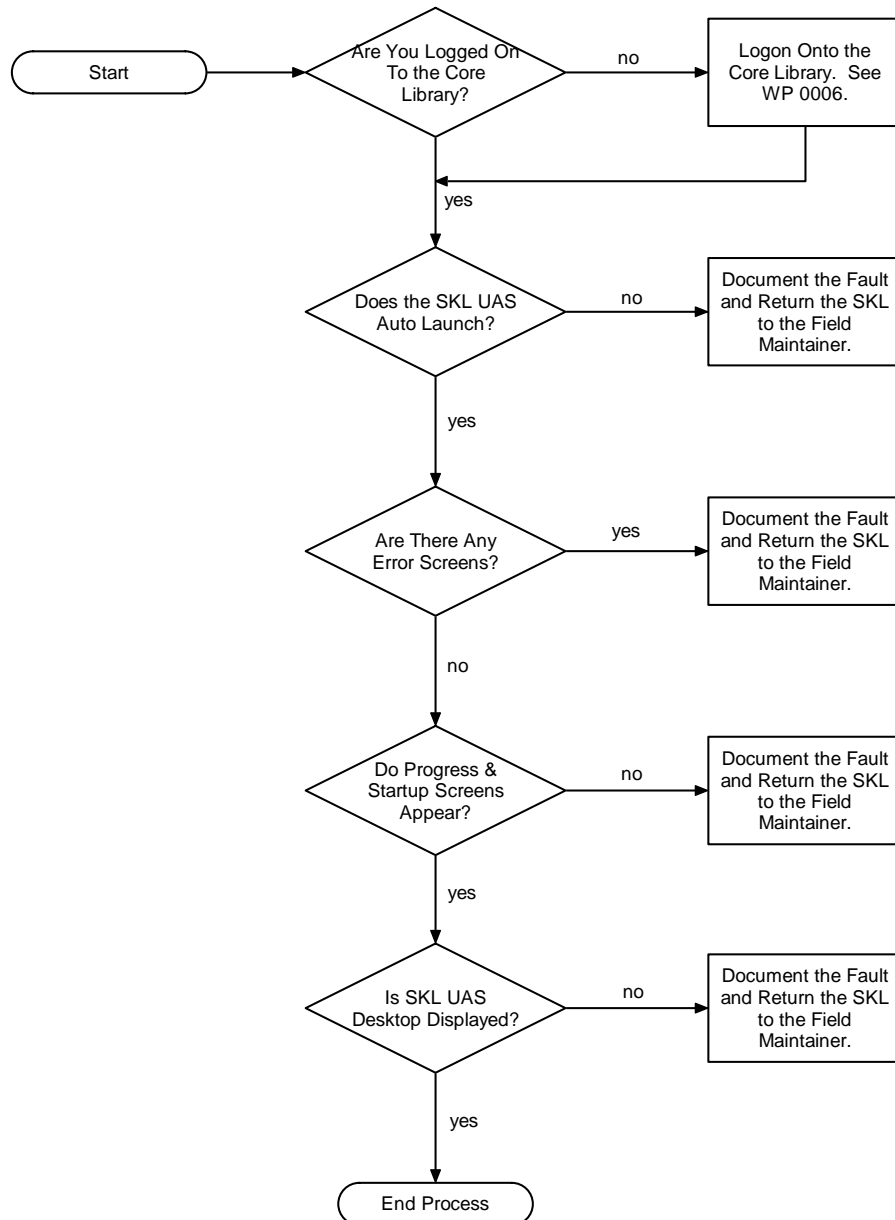 Start
Are You Logged On
To the Core
Library?
no
Logon Onto the
Core Library.  See
WP 0006.
yes
Does the SKL UAS
Auto Launch?
no
Document the Fault
and Return the SKL
to the Field
Maintainer.
yes
Are There Any
Error Screens?
yes
Document the Fault
and Return the SKL
to the Field
Maintainer.
no
Do Progress &
Startup Screens
Appear?
no
Document the Fault
and Return the SKL
to the Field
Maintainer.
yes
Is SKL UAS
Desktop Displayed?
no
Document the Fault
and Return the SKL
to the Field
Maintainer.
yes
End Process